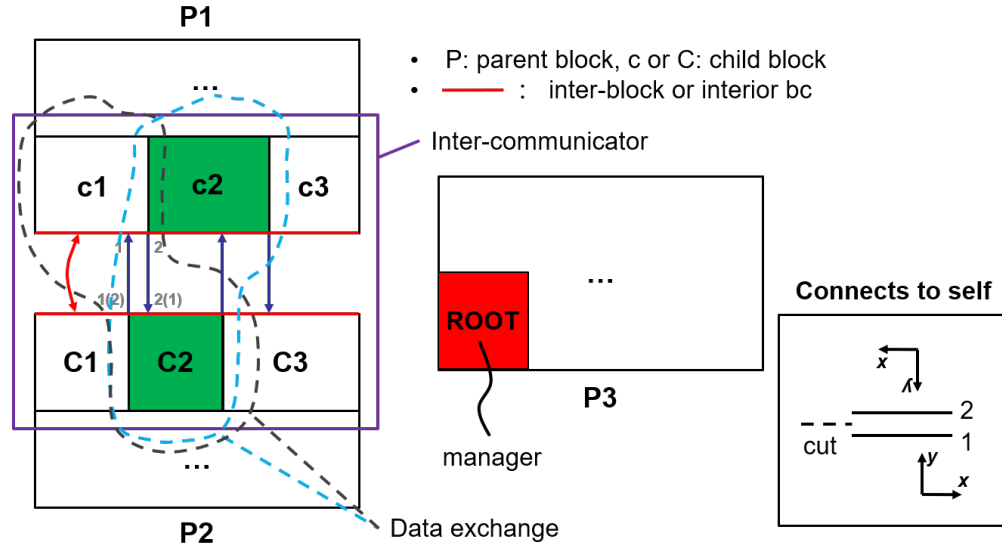 P1
...
• P: parent block, c or C: child block
• : inter-block or interior bc
Inter-communicator
c1
c2
c3
1
2
1(2)
2(1)
C1
C2
C3
...
P2
Data exchange
...
ROOT
P3
manager
Connects to self
x
y
2
1
cut
y
x